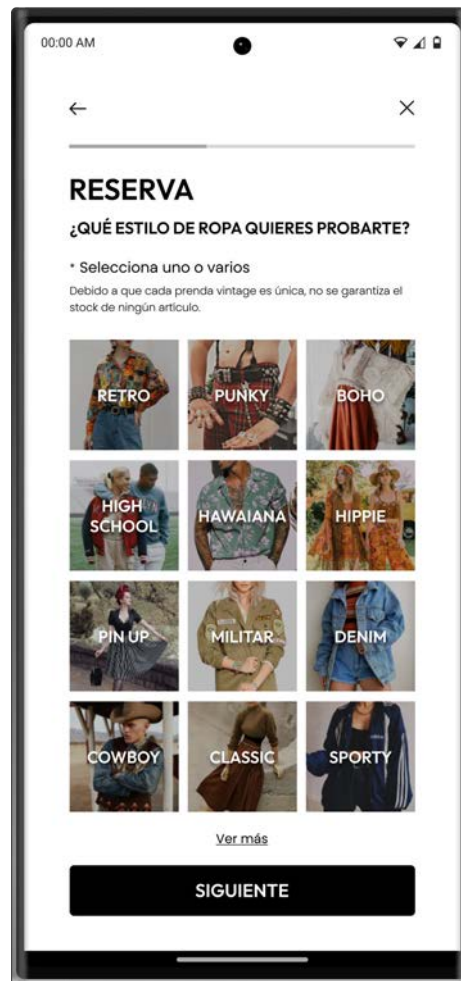 00:00 AM
RESERVA
¿QUÉ ESTILO DE ROPA QUIERES PROBARTE?
* Selecciona uno o varios
Debido a que cada prenda vintage es única, no se garantiza el
stock de ningún artículo.
RETRO
PUNKY
BOHO
HIGH
SCHOOL
HAWAIANA
HIPPIE
PIN UP
MILITAR
DENIM
COWBOY
CLASSIC
SPORTY
Ver más
SIGUIENTE